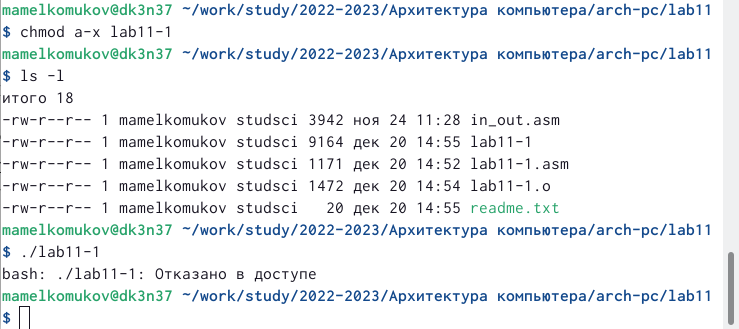 mamelkomukov@dk3n37 ~/work/study/2022-2023/Архитектура компьютера/arch-pc/lab11
$ chmod a-x lab11-1
mamelkomukov@dk3n37 ~/work/study/2022-2023/Архитектура компьютера/arch-pc/lab11
$ ls -l
итого 18
-rw-r--r-- 1 mamelkomukov studsci 3942 ноя 24 11:28 in_out.asm
-rw-r--r-- 1 mamelkomukov studsci 9164 дек 20 14:55 lab11-1
-rw-r--r-- 1 mamelkomukov studsci 1171 дек 20 14:52 lab11-1.asm
-rw-r--r-- 1 mamelkomukov studsci 1472 дек 20 14:54 lab11-1.o
-rw-r--r-- 1 mamelkomukov studsci   20 дек 20 14:55 readme.txt
mamelkomukov@dk3n37 ~/work/study/2022-2023/Архитектура компьютера/arch-pc/lab11
$ ./lab11-1
bash: ./lab11-1: Отказано в доступе
mamelkomukov@dk3n37 ~/work/study/2022-2023/Архитектура компьютера/arch-pc/lab11
$